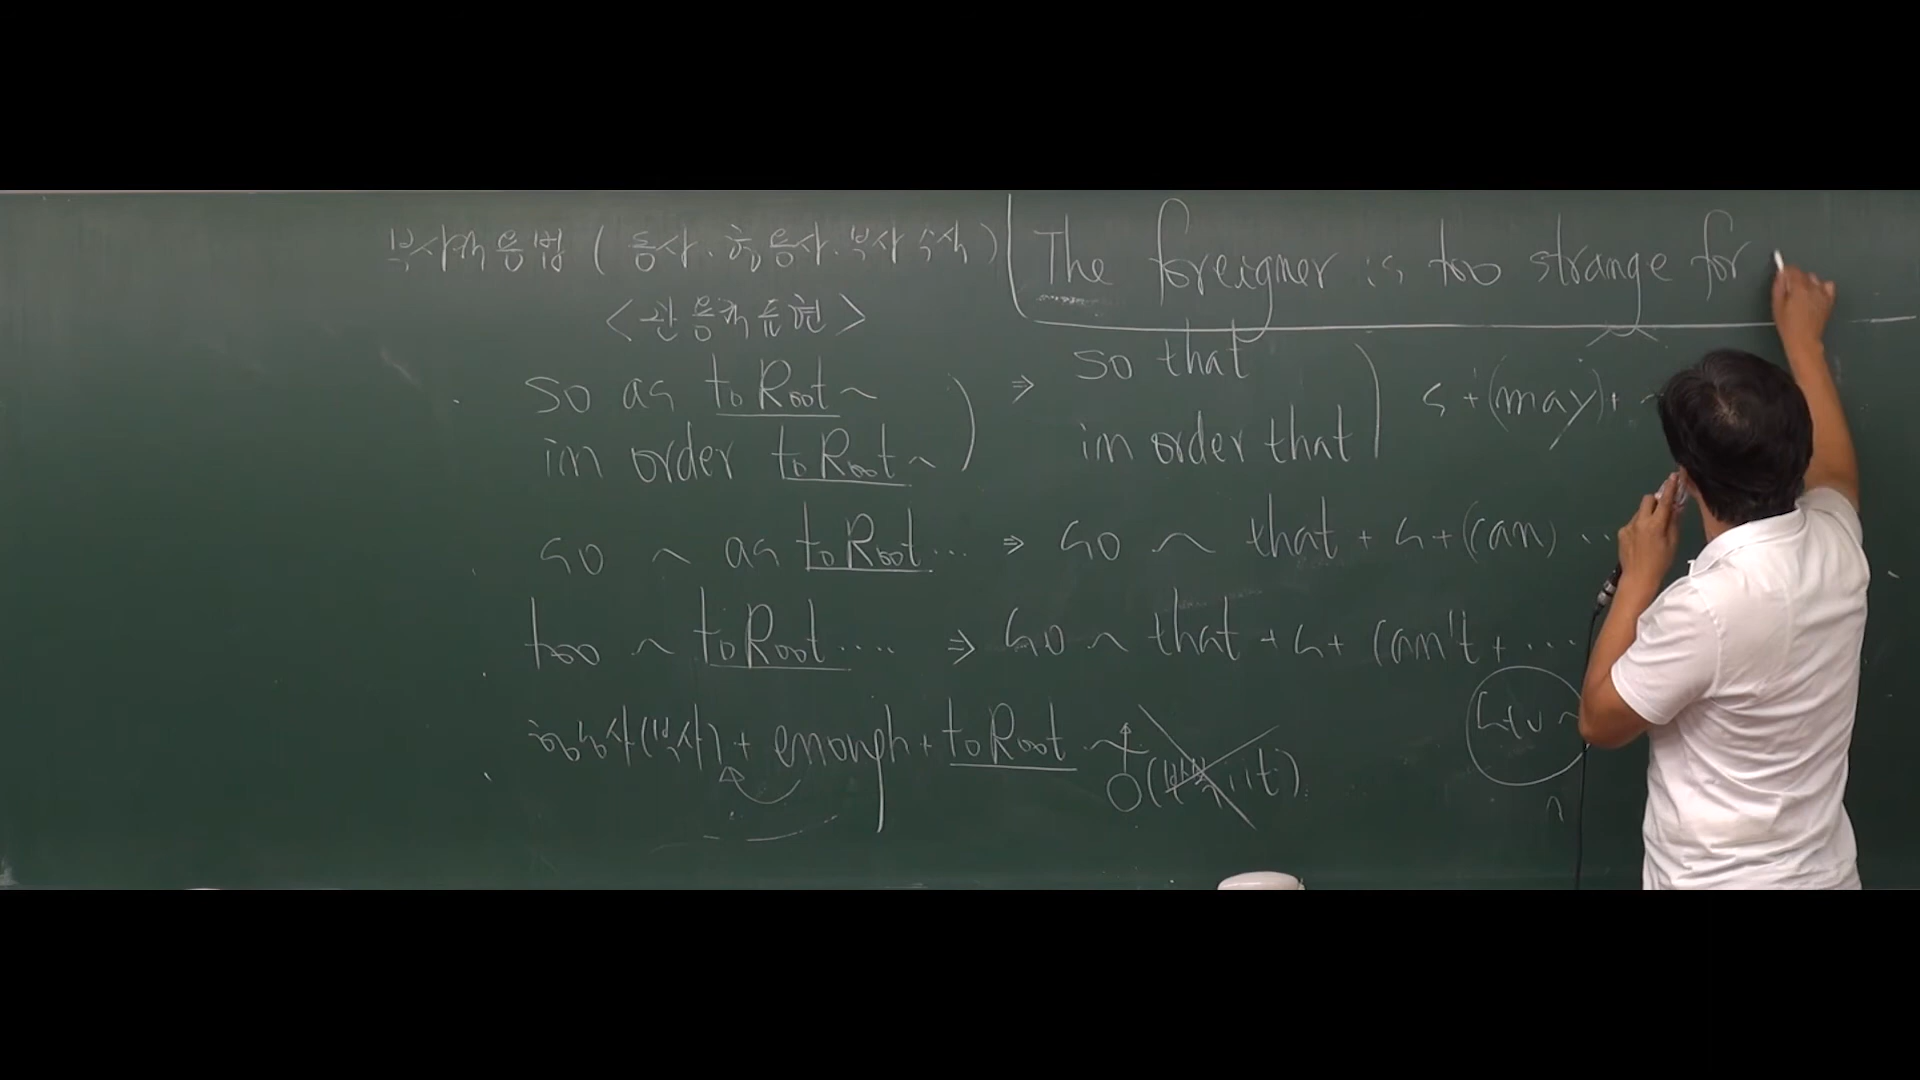 부사적 용법 ( 동사. 형용사. 부사 수식 )
The foreigner is too strange for
< 관용적 표현 >
so as to Root ~ ⇒ so that
in order to Root ~ in order that
s + (may) +
so ~ as to Root ... ⇒ so ~ that + s + (can) ...
too ~ to Root .... ⇒ so ~ that + s + can't + ...
형용사(부사) + enough + to Root ~
s+v ~